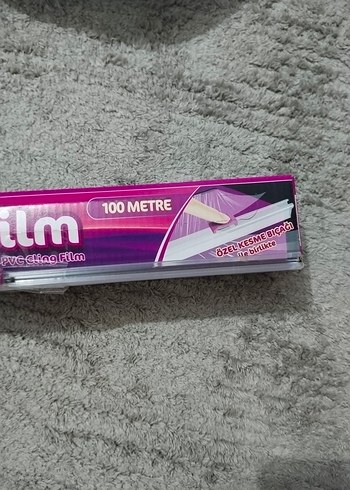 ilm
PVC Cling Film
100 METRE
ÖZEL KESME BIÇAĞI
ile birlikte